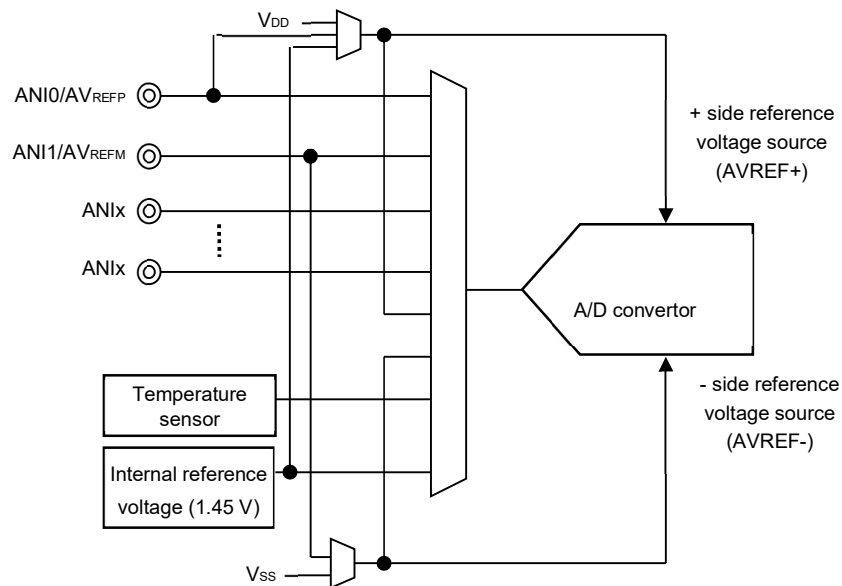 VDD
ANI0/AVREFP
ANI1/AVREFM
ANIx
ANIx
+ side reference
voltage source
(AVREF+)
A/D convertor
- side reference
voltage source
(AVREF-)
Temperature
sensor
Internal reference
voltage (1.45 V)
VSS